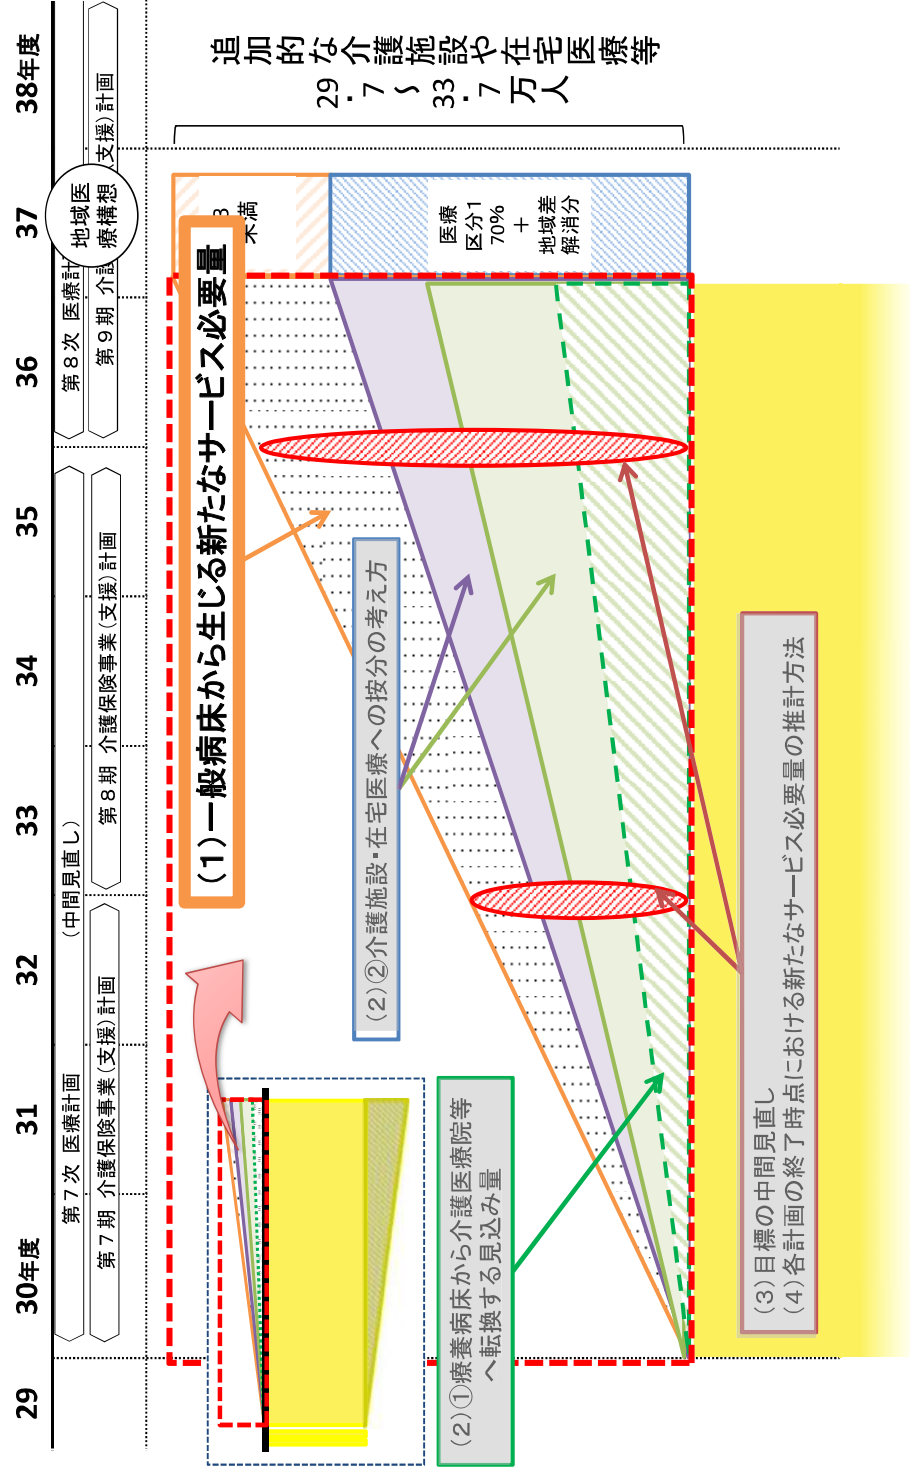 29
30年度
31
32
33
34
35
36
37
38年度
第７次 医療計画
（中間見直し）
第８次 医療計
第７期 介護保険事業（支援）計画
第８期 介護保険事業（支援）計画
第９期 介護
（支援）計画
地域医
療構想
追加的な介護施設や在宅医療等
29．7～33．7万人
未満
医療
区分１
70%
＋
地域差
解消分
（１）一般病床から生じる新たなサービス必要量
（２）②介護施設・在宅医療への按分の考え方
（２）①療養病床から介護医療院等
へ転換する見込み量
（３）目標の中間見直し
（４）各計画の終了時点における新たなサービス必要量の推計方法